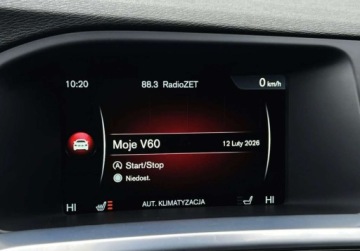 10:20 88.3 RadioZET 0 km/h
Moje V60 12 Luty 2026
Start/Stop
Niedost.
HI AUT. KLIMATYZACJA HI